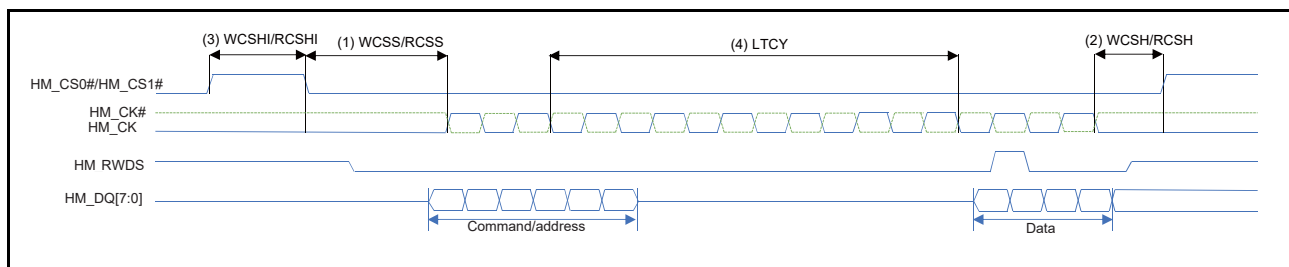 (3) WCSHI/RCSHI
(1) WCSS/RCSS
(4) LTCY
(2) WCSH/RCSH
HM_CS0#/HM_CS1#
HM_CK#
HM_CK
HM RWDS
HM_DQ[7:0]
Command/address
Data